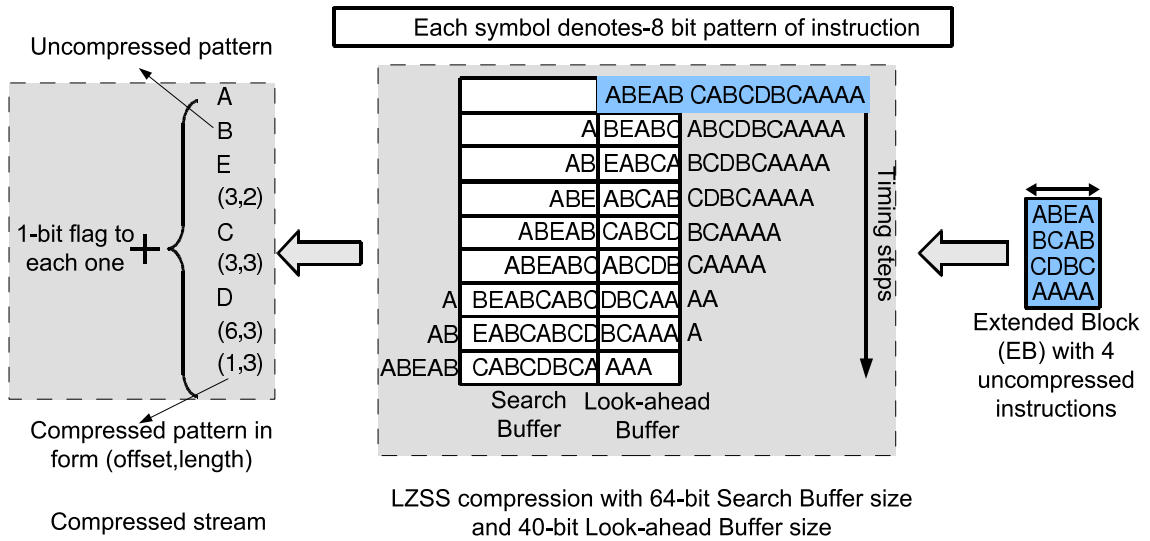 Each symbol denotes-8 bit pattern of instruction
Uncompressed pattern
A
B
E
(3,2)
C
(3,3)
D
(6,3)
(1,3)
1-bit flag to
each one
+
Compressed pattern in
form (offset,length)
Compressed stream
ABEAB CABCDBCAAAA
A BEABC ABCDBCAAAA
AB EABCA BCDBCAAAA
ABE ABCAB CDBCAAAA
ABEAB CABCD BCAAAA
ABEABC ABCDB CAAAA
A BEABCABC DBCAA AA
AB EABCABCD BCAAA A
ABEAB CABCDBCA AAA
Search
Buffer
Look-ahead
Buffer
Timing steps
LZSS compression with 64-bit Search Buffer size
and 40-bit Look-ahead Buffer size
ABEA
BCAB
CDBC
AAAA
Extended Block
(EB) with 4
uncompressed
instructions